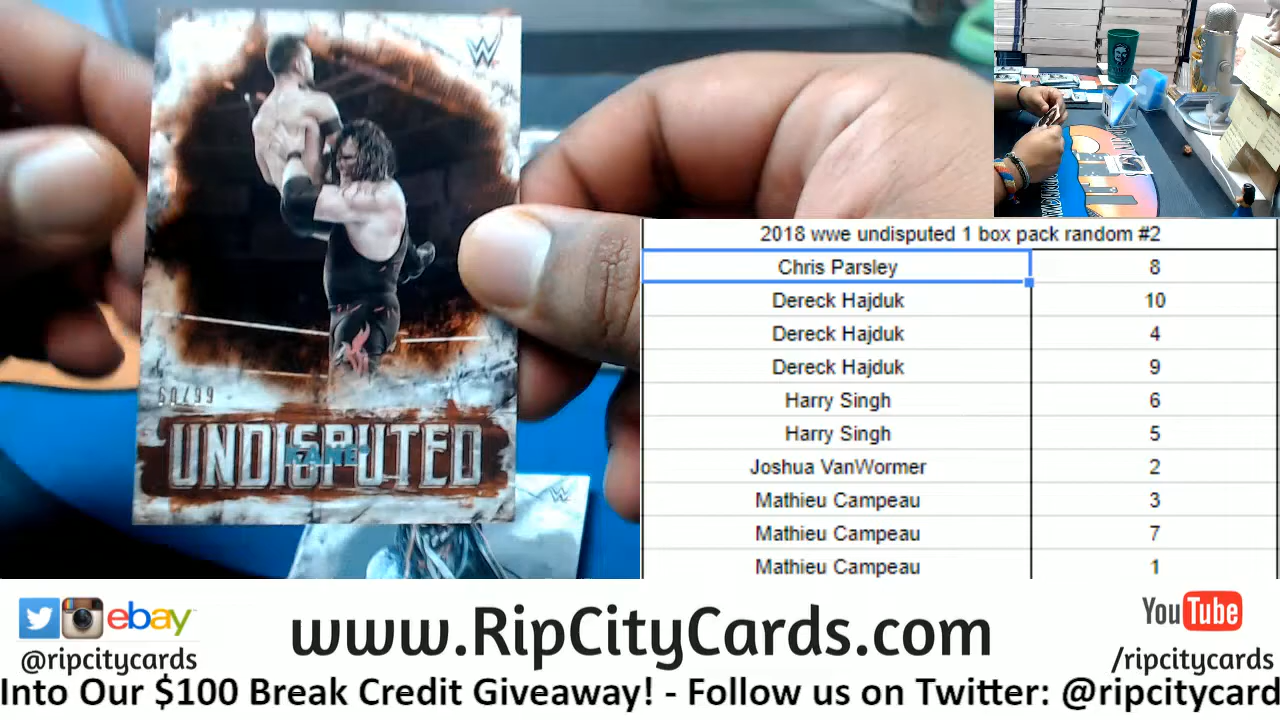 60/99
UNDISPUTED
KANE
2018 wwe undisputed 1 box pack random #2
Chris Parsley 8
Dereck Hajduk 10
Dereck Hajduk 4
Dereck Hajduk 9
Harry Singh 6
Harry Singh 5
Joshua VanWormer 2
Mathieu Campeau 3
Mathieu Campeau 7
Mathieu Campeau 1
ebay
@ripcitycards
www.RipCityCards.com
YouTube
/ripcitycards
Into Our $100 Break Credit Giveaway! - Follow us on Twitter: @ripcitycard